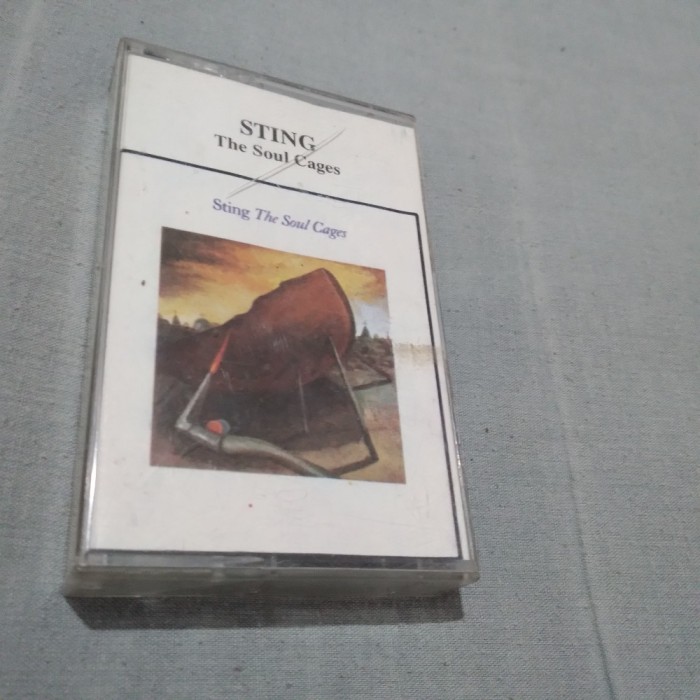 STING
The Soul Cages
Sting The Soul Cages